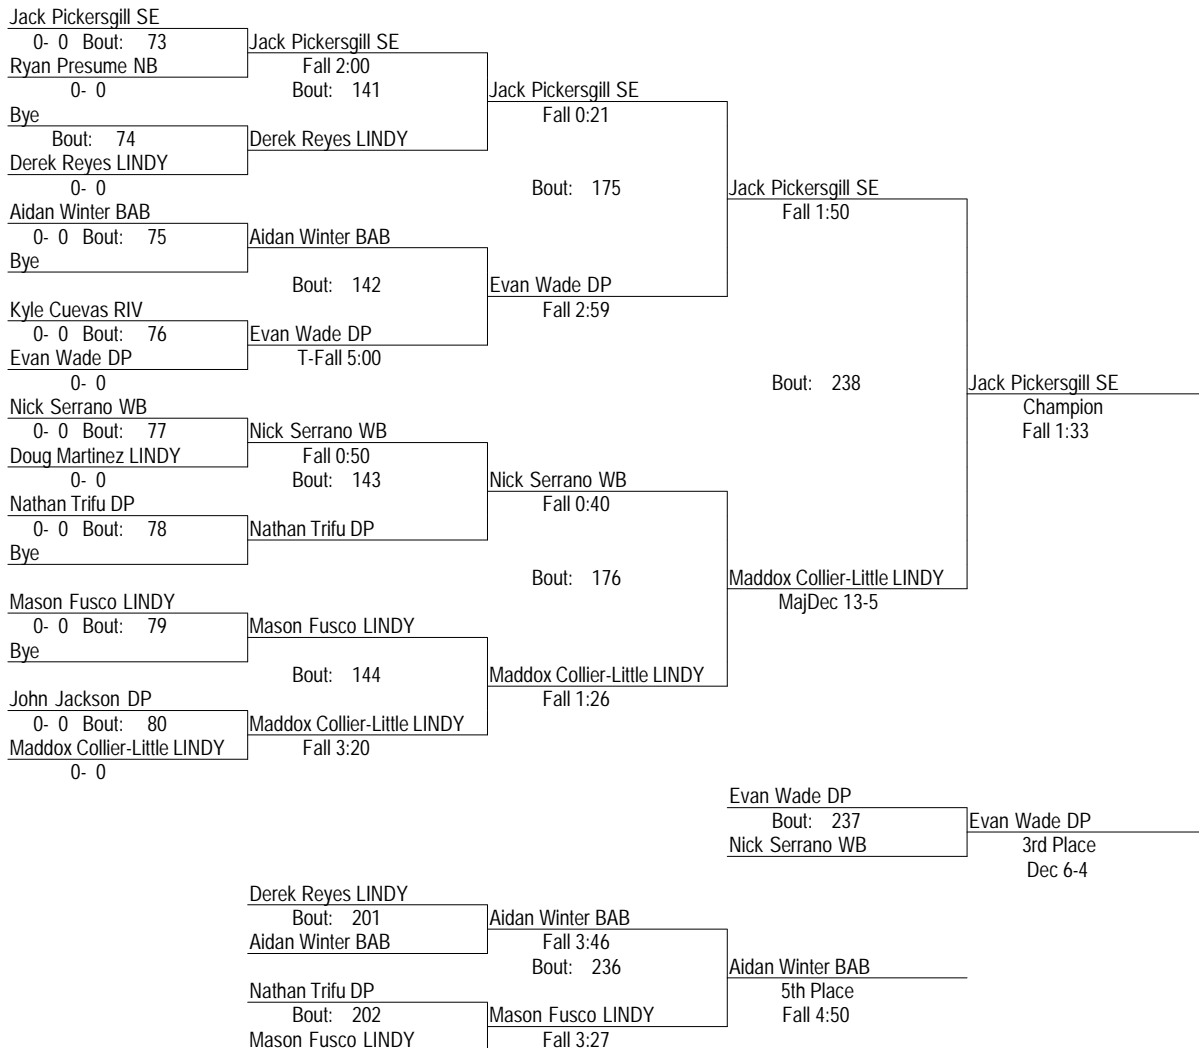 Jack Pickersgill SE
0- 0 Bout: 73
Ryan Presume NB
0- 0
Bye
Bout: 74
Derek Reyes LINDY
0- 0
Aidan Winter BAB
0- 0 Bout: 75
Bye
Kyle Cuevas RIV
0- 0 Bout: 76
Evan Wade DP
0- 0
Nick Serrano WB
0- 0 Bout: 77
Doug Martinez LINDY
0- 0
Nathan Trifu DP
0- 0 Bout: 78
Bye
Mason Fusco LINDY
0- 0 Bout: 79
Bye
John Jackson DP
0- 0 Bout: 80
Maddox Collier-Little LINDY
0- 0
Jack Pickersgill SE
Fall 2:00
Bout: 141
Derek Reyes LINDY
Aidan Winter BAB
Bout: 142
Evan Wade DP
T-Fall 5:00
Nick Serrano WB
Fall 0:50
Bout: 143
Nathan Trifu DP
Mason Fusco LINDY
Bout: 144
Maddox Collier-Little LINDY
Fall 3:20
Jack Pickersgill SE
Fall 0:21
Bout: 175
Evan Wade DP
Fall 2:59
Nick Serrano WB
Fall 0:40
Bout: 176
Maddox Collier-Little LINDY
Fall 1:26
Jack Pickersgill SE
Fall 1:50
Bout: 238
Maddox Collier-Little LINDY
MajDec 13-5
Jack Pickersgill SE
Champion
Fall 1:33
Evan Wade DP
Bout: 237
Nick Serrano WB
Evan Wade DP
3rd Place
Dec 6-4
Derek Reyes LINDY
Bout: 201
Aidan Winter BAB
Nathan Trifu DP
Bout: 202
Mason Fusco LINDY
Aidan Winter BAB
Fall 3:46
Bout: 236
Mason Fusco LINDY
Fall 3:27
Aidan Winter BAB
5th Place
Fall 4:50